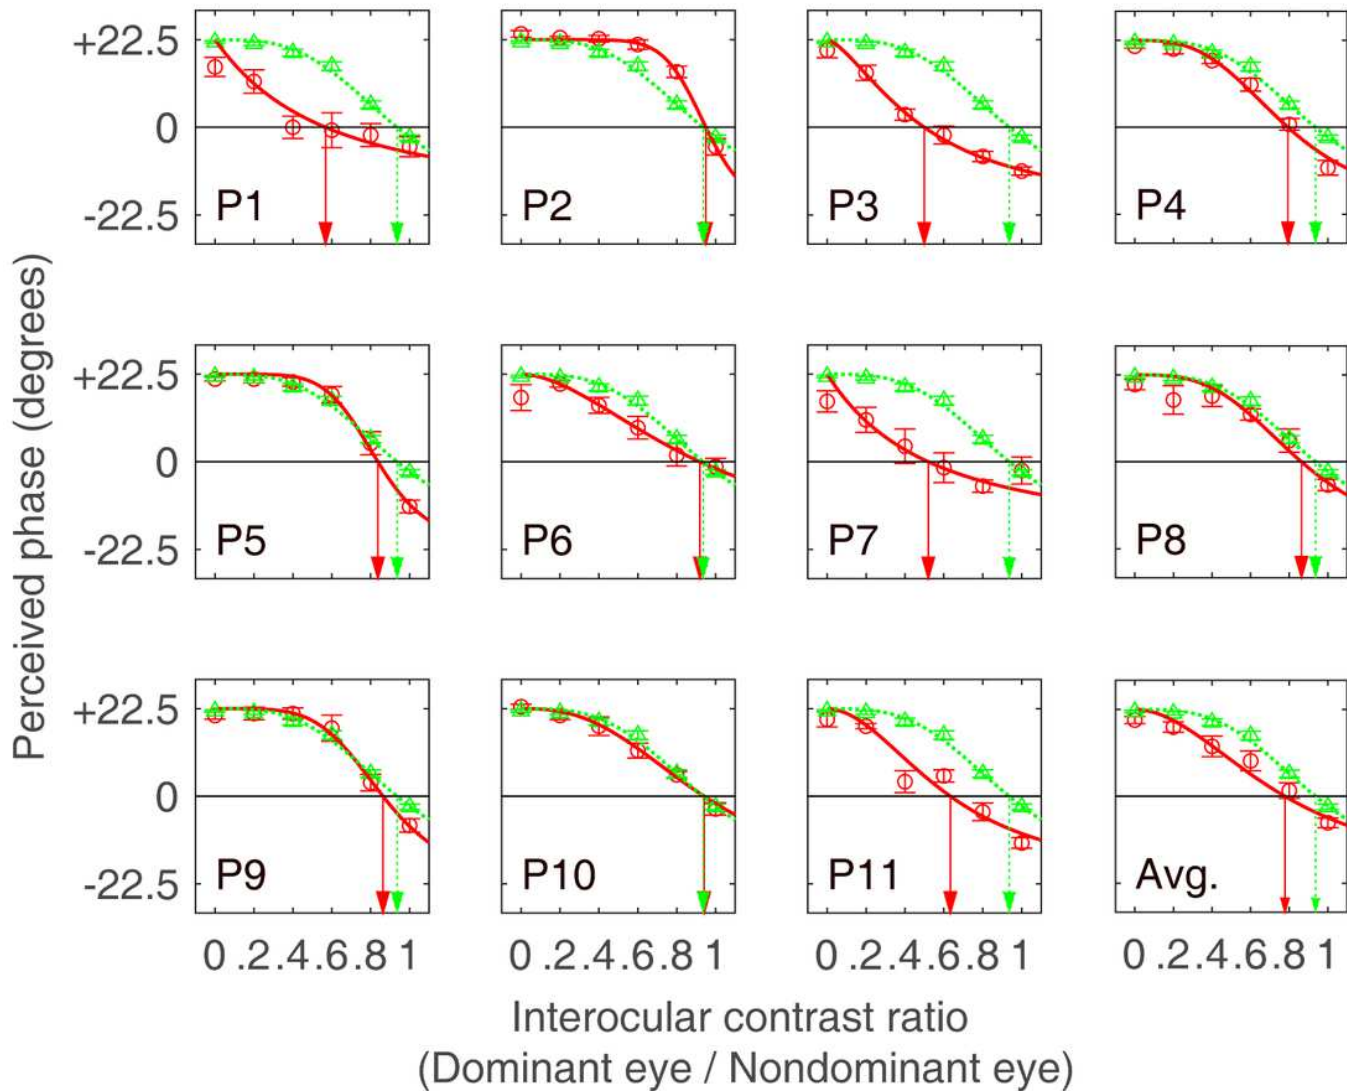 Perceived phase (degrees)
+22.5
0
-22.5
P1
P2
P3
P4
+22.5
0
-22.5
P5
P6
P7
P8
+22.5
0
-22.5
P9
P10
P11
Avg.
0 .2 .4 .6 .8 1
0 .2 .4 .6 .8 1
0 .2 .4 .6 .8 1
0 .2 .4 .6 .8 1
Interocular contrast ratio
(Dominant eye / Nondominant eye)